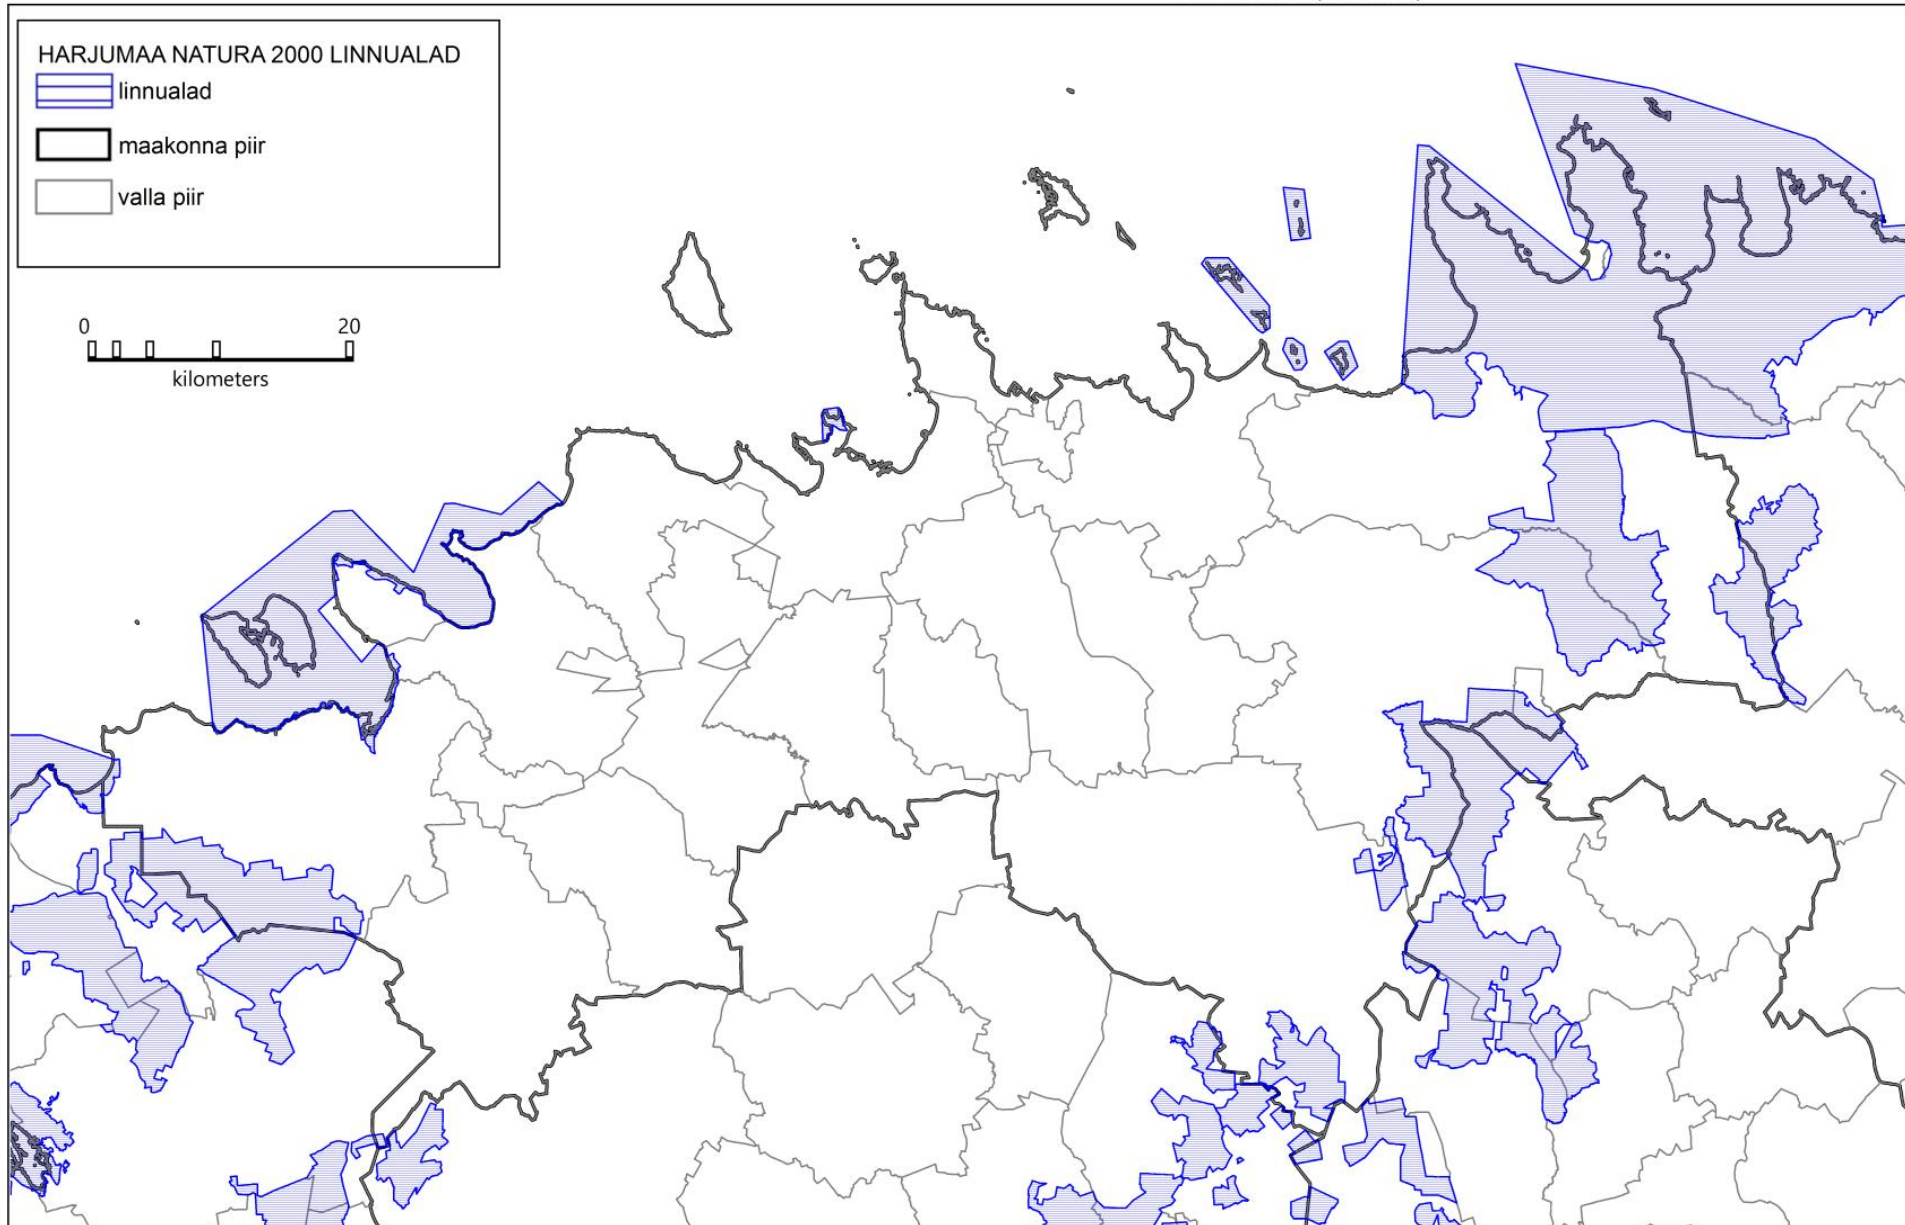 HARJUMAA NATURA 2000 LINNUALAD
linnualad
maakonna piir
valla piir
0 20
kilometers